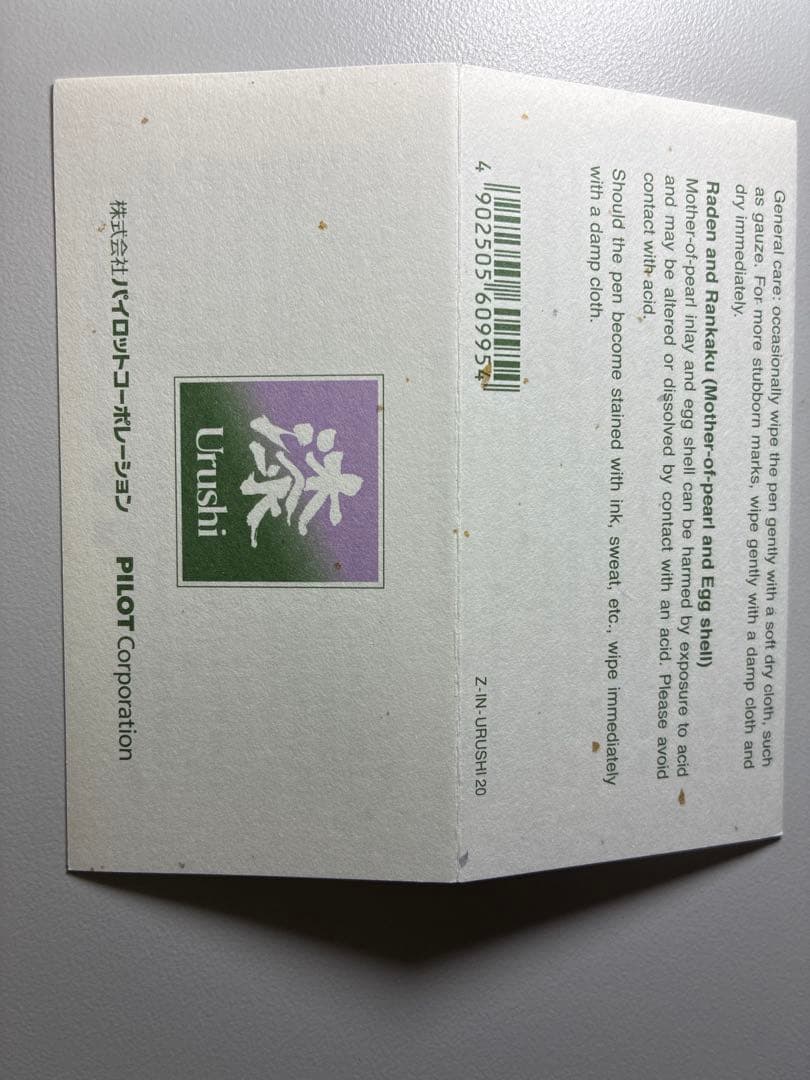 General care: occasionally wipe the pen gently with a soft dry cloth, such
as gauze. For more stubborn marks, wipe gently with a damp cloth and
dry immediately.
Raden and Rankaku (Mother-of-pearl and Egg shell)
Mother-of-pearl inlay and egg shell can be harmed by exposure to acid
and may be altered or dissolved by contact with an acid. Please avoid
contact with acid.
Should the pen become stained with ink, sweat, etc., wipe immediately
with a damp cloth.
4 902505 609954
Z-IN-URUSHI 20
漆
Urushi
株式会社パイロットコーポレーション PILOT Corporation